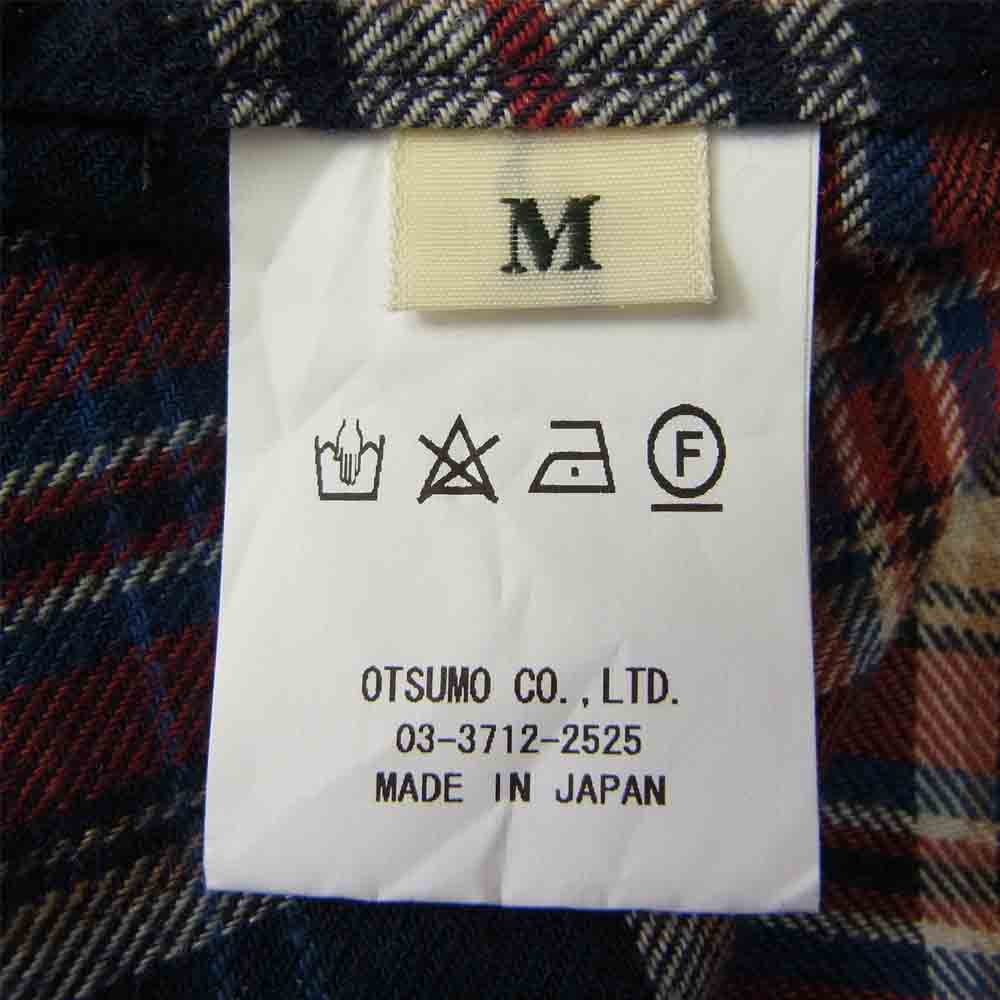 M
F
OTSUMO CO.,LTD.
03-3712-2525
MADE IN JAPAN